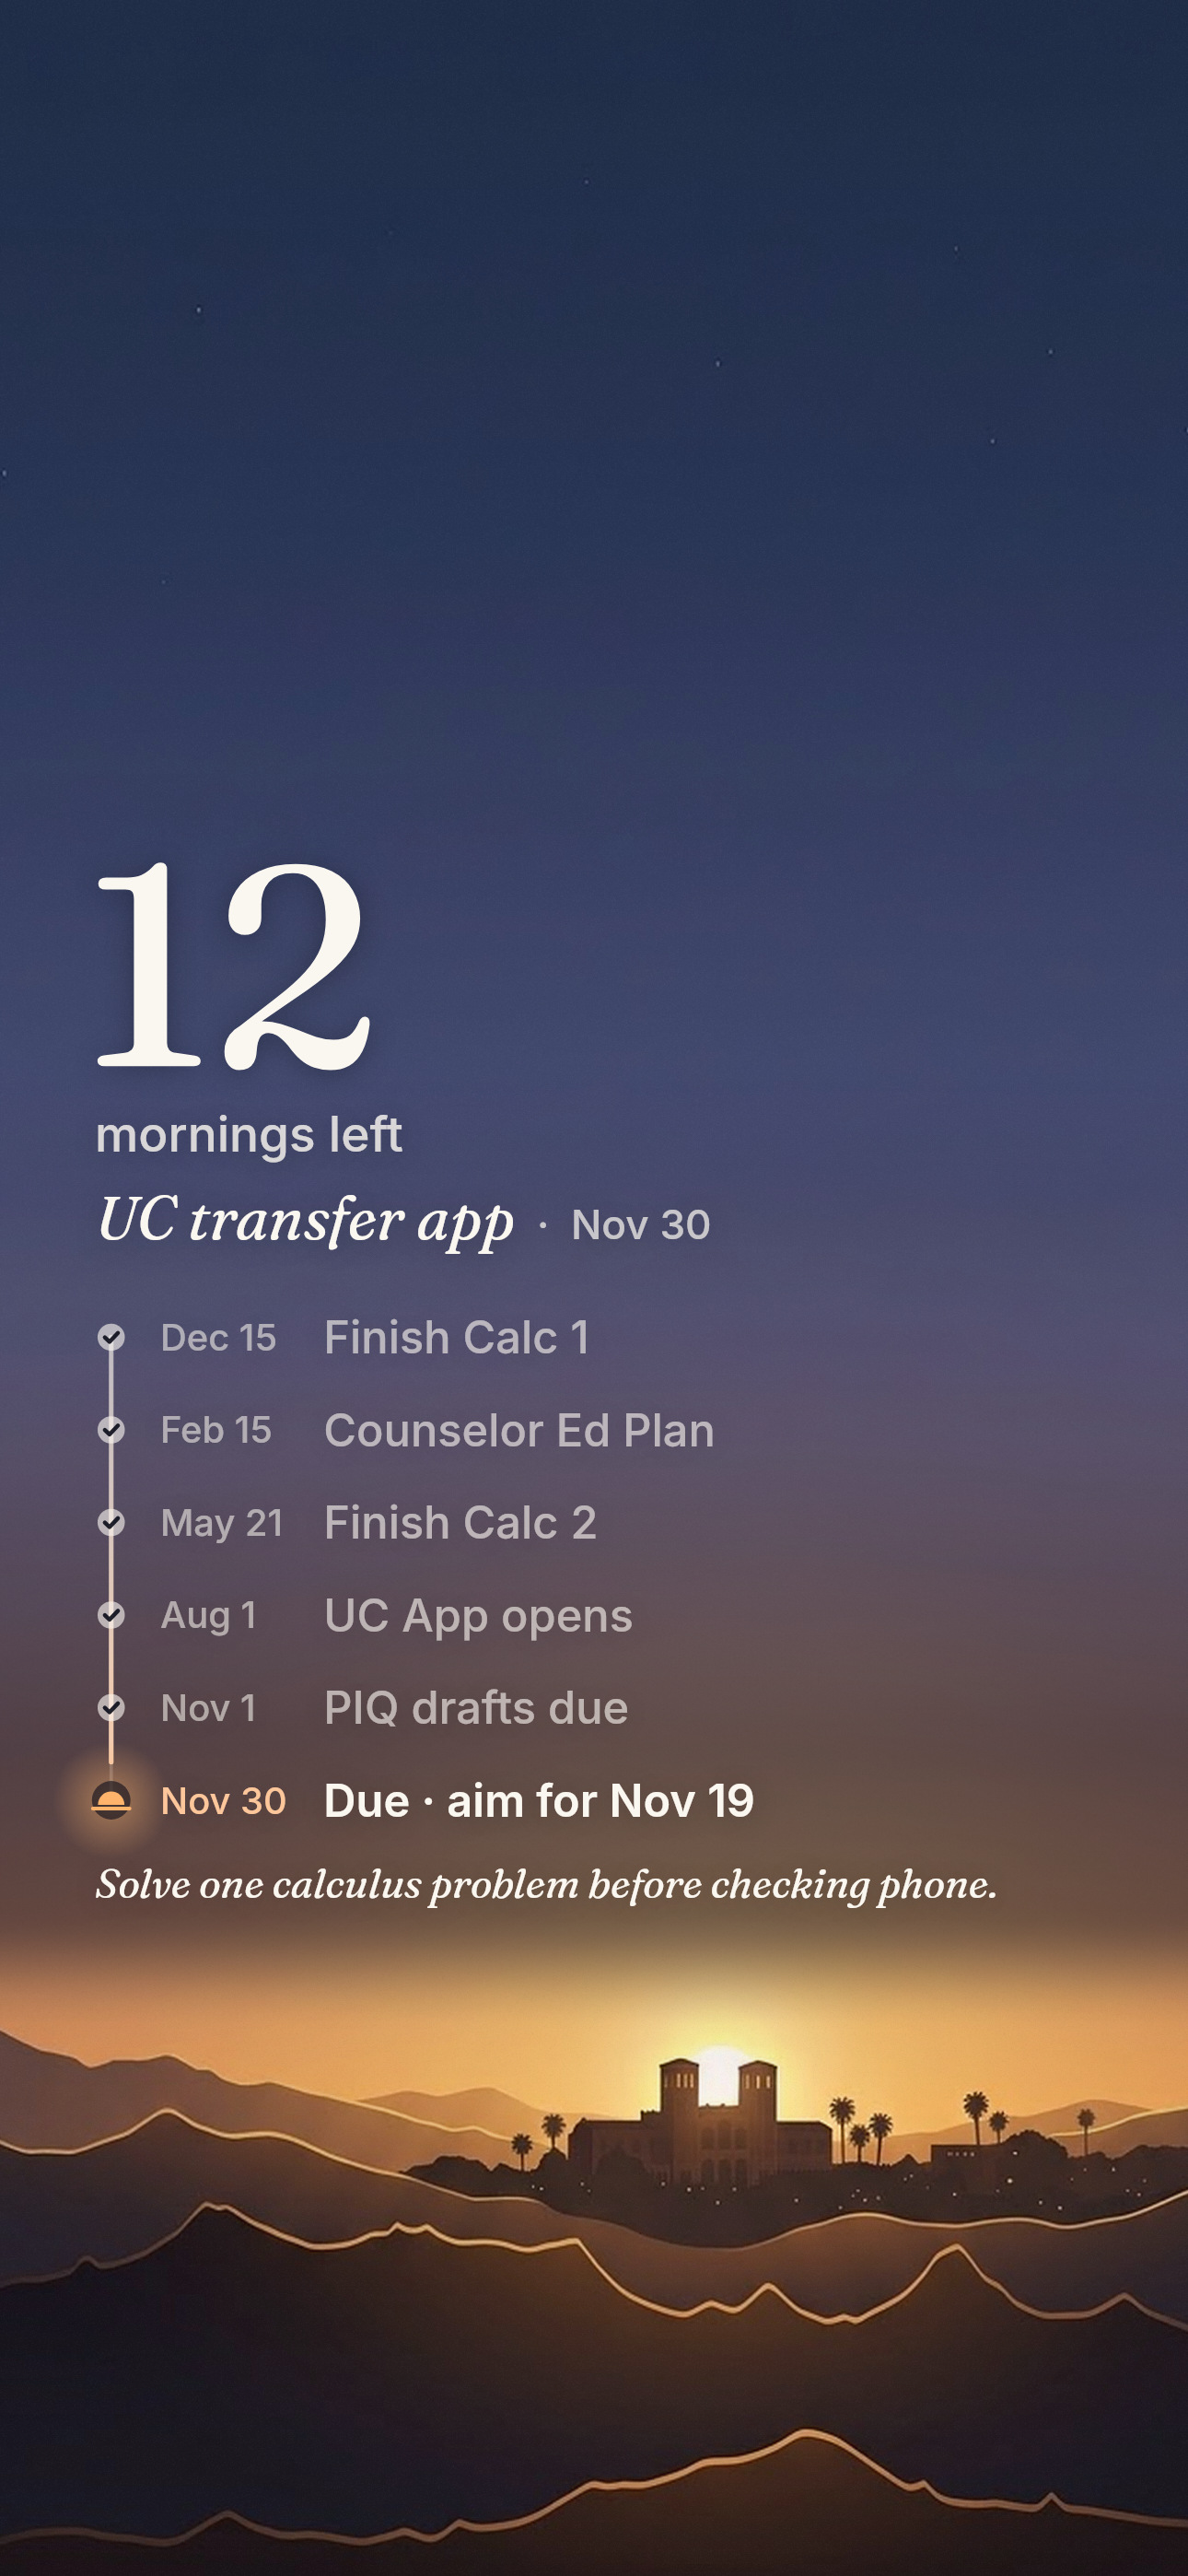 12
mornings left
UC transfer app · Nov 30
Dec 15 Finish Calc 1
Feb 15 Counselor Ed Plan
May 21 Finish Calc 2
Aug 1 UC App opens
Nov 1 PIQ drafts due
Nov 30 Due · aim for Nov 19
Solve one calculus problem before checking phone.